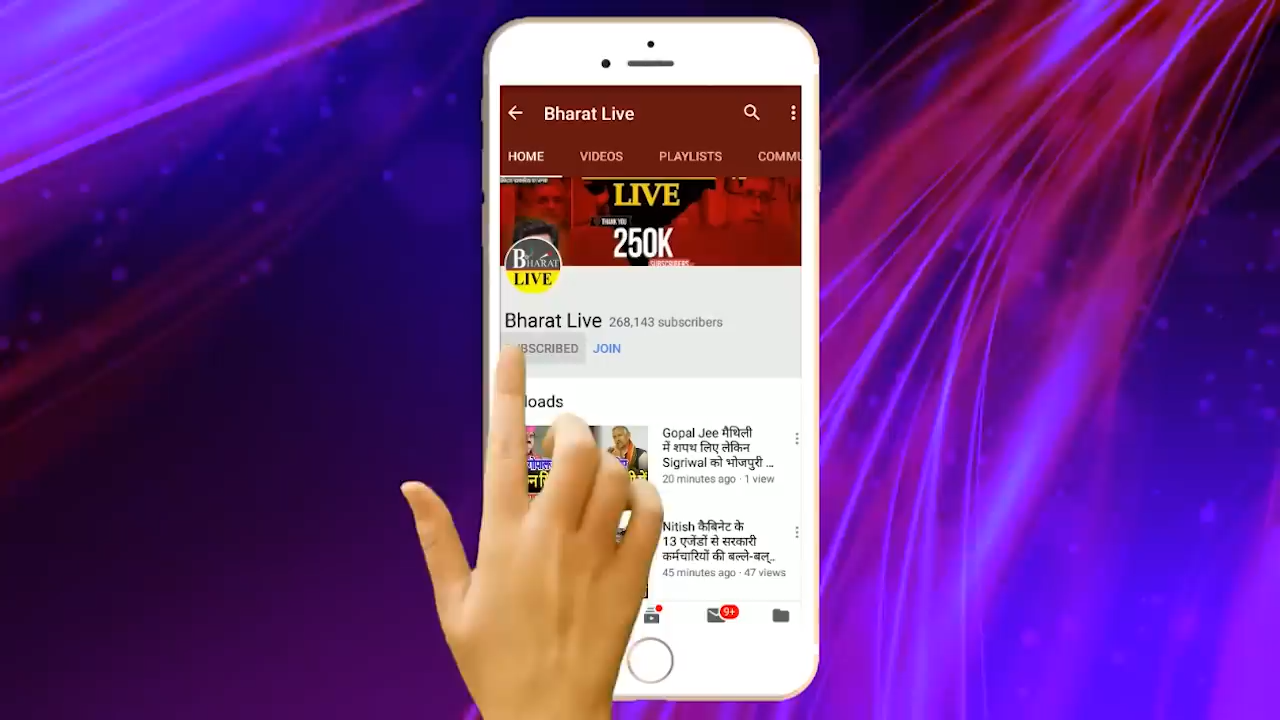 Bharat Live
HOME VIDEOS PLAYLISTS COMMU
LIVE
THANK YOU
250K
SUBSCRIBERS
BHARAT
LIVE
Bharat Live 268,143 subscribers
UBSCRIBED JOIN
loads
Gopal Jee मैथिली
में शपथ लिए लेकिन
Sigriwal को भोजपुरी ...
20 minutes ago · 1 view
Nitish कैबिनेट के
13 एजेंडों से सरकारी
कर्मचारियों की बल्ले-बल्..
45 minutes ago · 47 views
9+